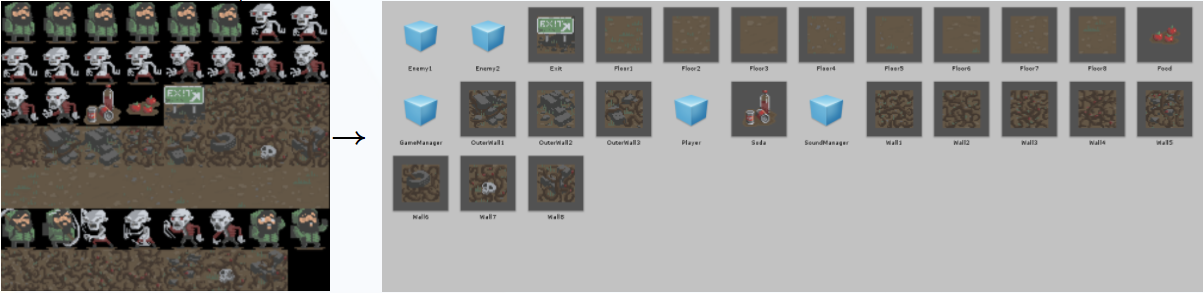 EXIT
EXIT
Enemy1 Enemy2 Exit Floor1 Floor2 Floor3 Floor4 Floor5 Floor6 Floor7 Floor8 Food
GameManager OuterWall1 OuterWall2 OuterWall3 Player Soda SoundManager Wall1 Wall2 Wall3 Wall4 Wall5
Wall6 Wall7 Wall8